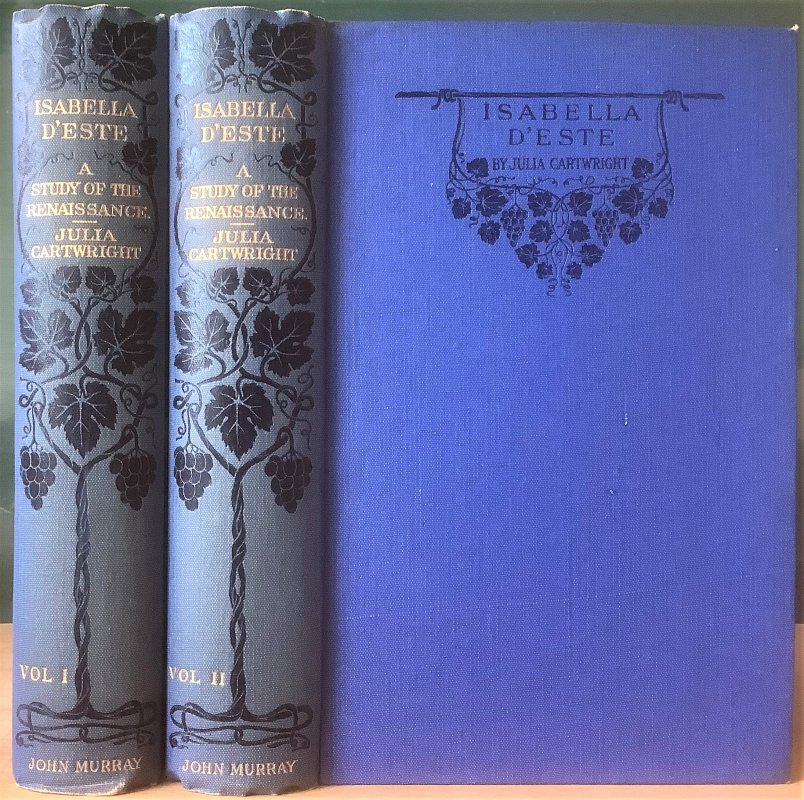 ISABELLA
D'ESTE
A
STUDY OF THE
RENAISSANCE.
JULIA
CARTWRIGHT
VOL I
JOHN MURRAY
ISABELLA
D'ESTE
A
STUDY OF THE
RENAISSANCE.
JULIA
CARTWRIGHT
VOL II
JOHN MURRAY
ISABELLA
D'ESTE
BY JULIA CARTWRIGHT